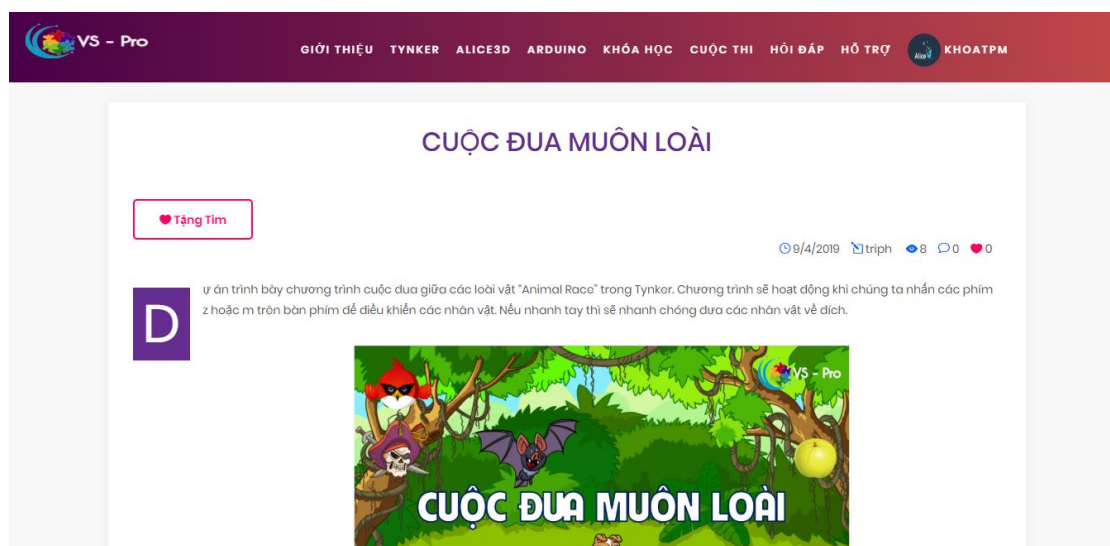 VS - Pro
GIỚI THIỆU TYNKER ALICE3D ARDUINO KHÓA HỌC CUỘC THI HỎI ĐÁP HỖ TRỢ Alice KHOATPM
CUỘC ĐUA MUÔN LOÀI
Tặng Tim
9/4/2019 triph 8 0 0
Dự án trình bày chương trình cuộc đua giữa các loài vật "Animal Race" trong Tynker. Chương trình sẽ hoạt động khi chúng ta nhấn các phím
z hoặc m trên bàn phím để điều khiển các nhân vật. Nếu nhanh tay thì sẽ nhanh chóng đưa các nhân vật về đích.
VS - Pro
CUỘC ĐUA MUÔN LOÀI